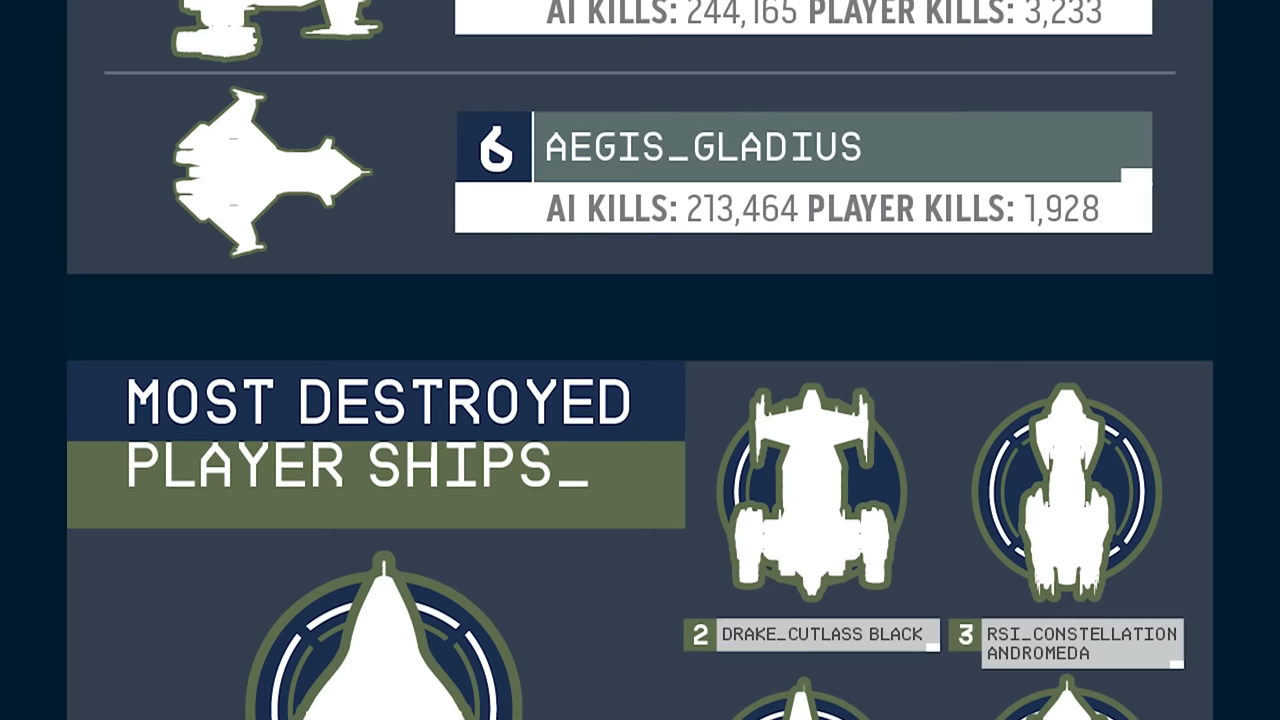 AI KILLS: 244,165 PLAYER KILLS: 3,233
6
AEGIS_GLADIUS
AI KILLS: 213,464 PLAYER KILLS: 1,928
MOST DESTROYED
PLAYER SHIPS_
2 DRAKE_CUTLASS BLACK
3 RSI_CONSTELLATION
ANDROMEDA